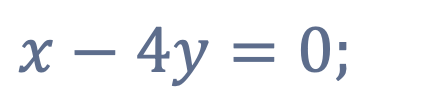 x − 4y = 0;